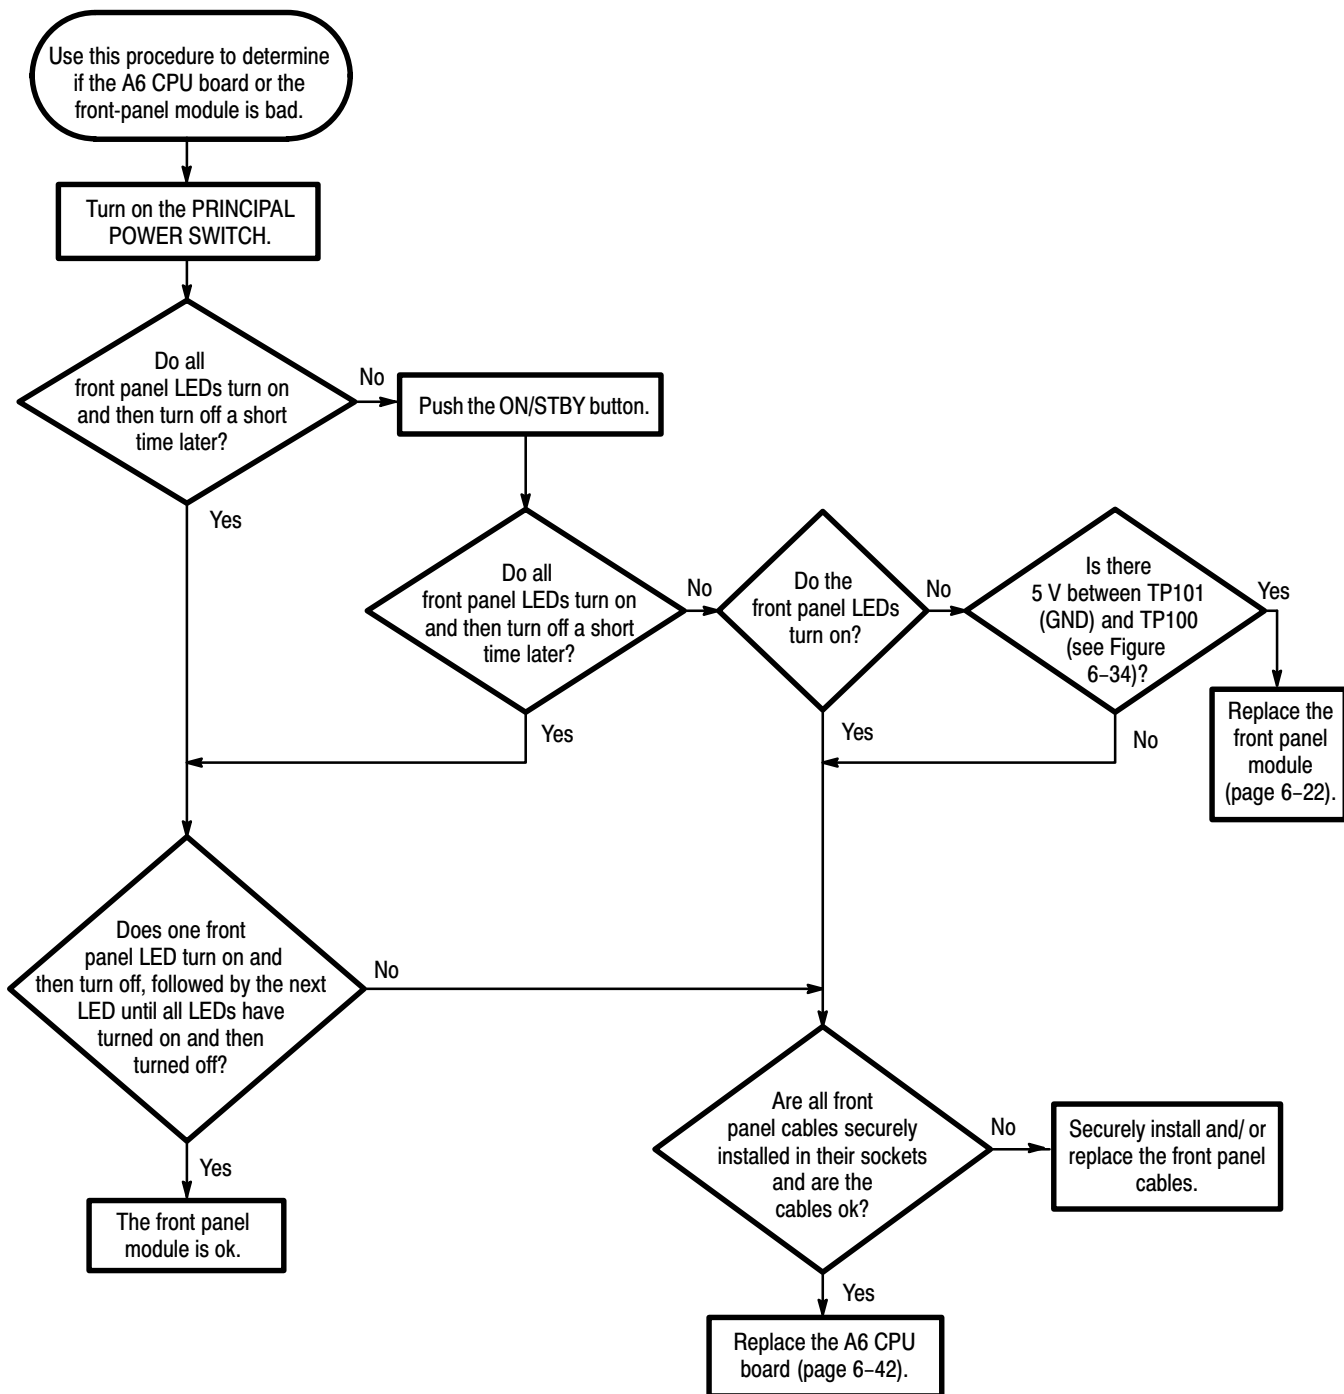 Use this procedure to determine
if the A6 CPU board or the
front-panel module is bad.
Turn on the PRINCIPAL
POWER SWITCH.
Do all
front panel LEDs turn on
and then turn off a short
time later?
No
Push the ON/STBY button.
Yes
Do all
front panel LEDs turn on
and then turn off a short
time later?
No
Do the
front panel LEDs
turn on?
No
Is there
5 V between TP101
(GND) and TP100
(see Figure
6–34)?
Yes
Replace the
front panel
module
(page 6–22).
Yes
Yes
No
Does one front
panel LED turn on and
then turn off, followed by the next
LED until all LEDs have
turned on and then
turned off?
No
Yes
The front panel
module is ok.
Are all front
panel cables securely
installed in their sockets
and are the
cables ok?
No
Securely install and/ or
replace the front panel
cables.
Yes
Replace the A6 CPU
board (page 6–42).